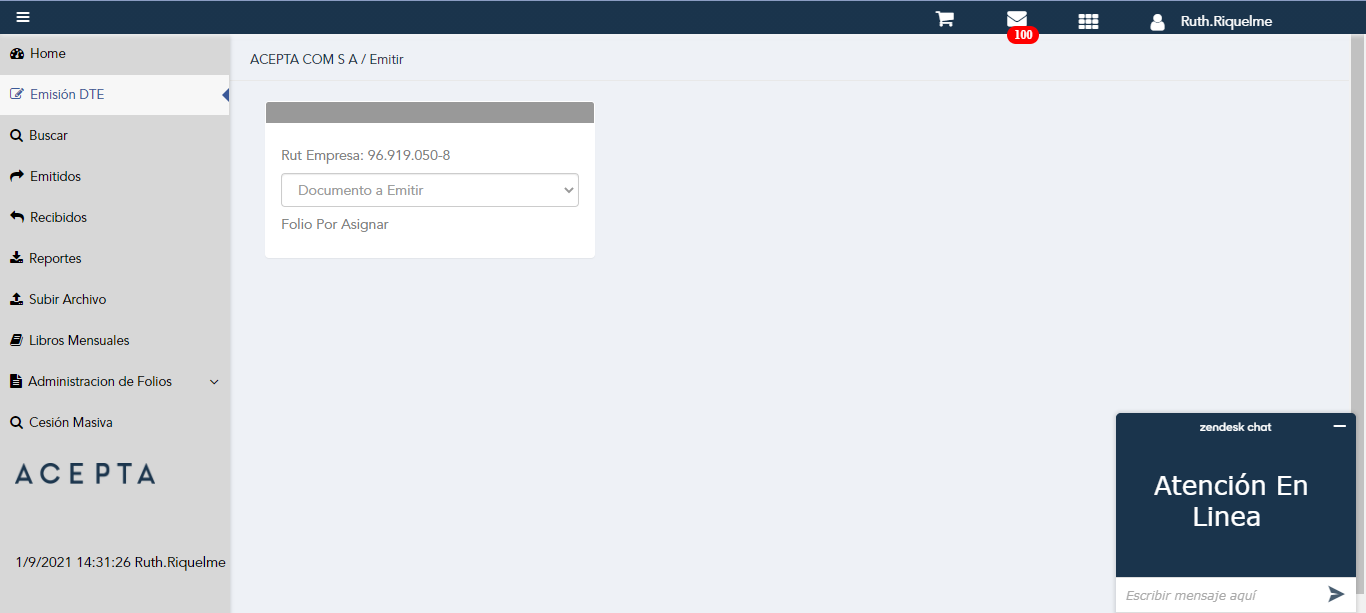 100
Ruth.Riquelme
Home
Emisión DTE
Buscar
Emitidos
Recibidos
Reportes
Subir Archivo
Libros Mensuales
Administracion de Folios
Cesión Masiva
ACEPTA
1/9/2021 14:31:26 Ruth.Riquelme
ACEPTA COM S A / Emitir
Rut Empresa: 96.919.050-8
Documento a Emitir
Folio Por Asignar
zendesk chat
Atención En
Linea
Escribir mensaje aquí